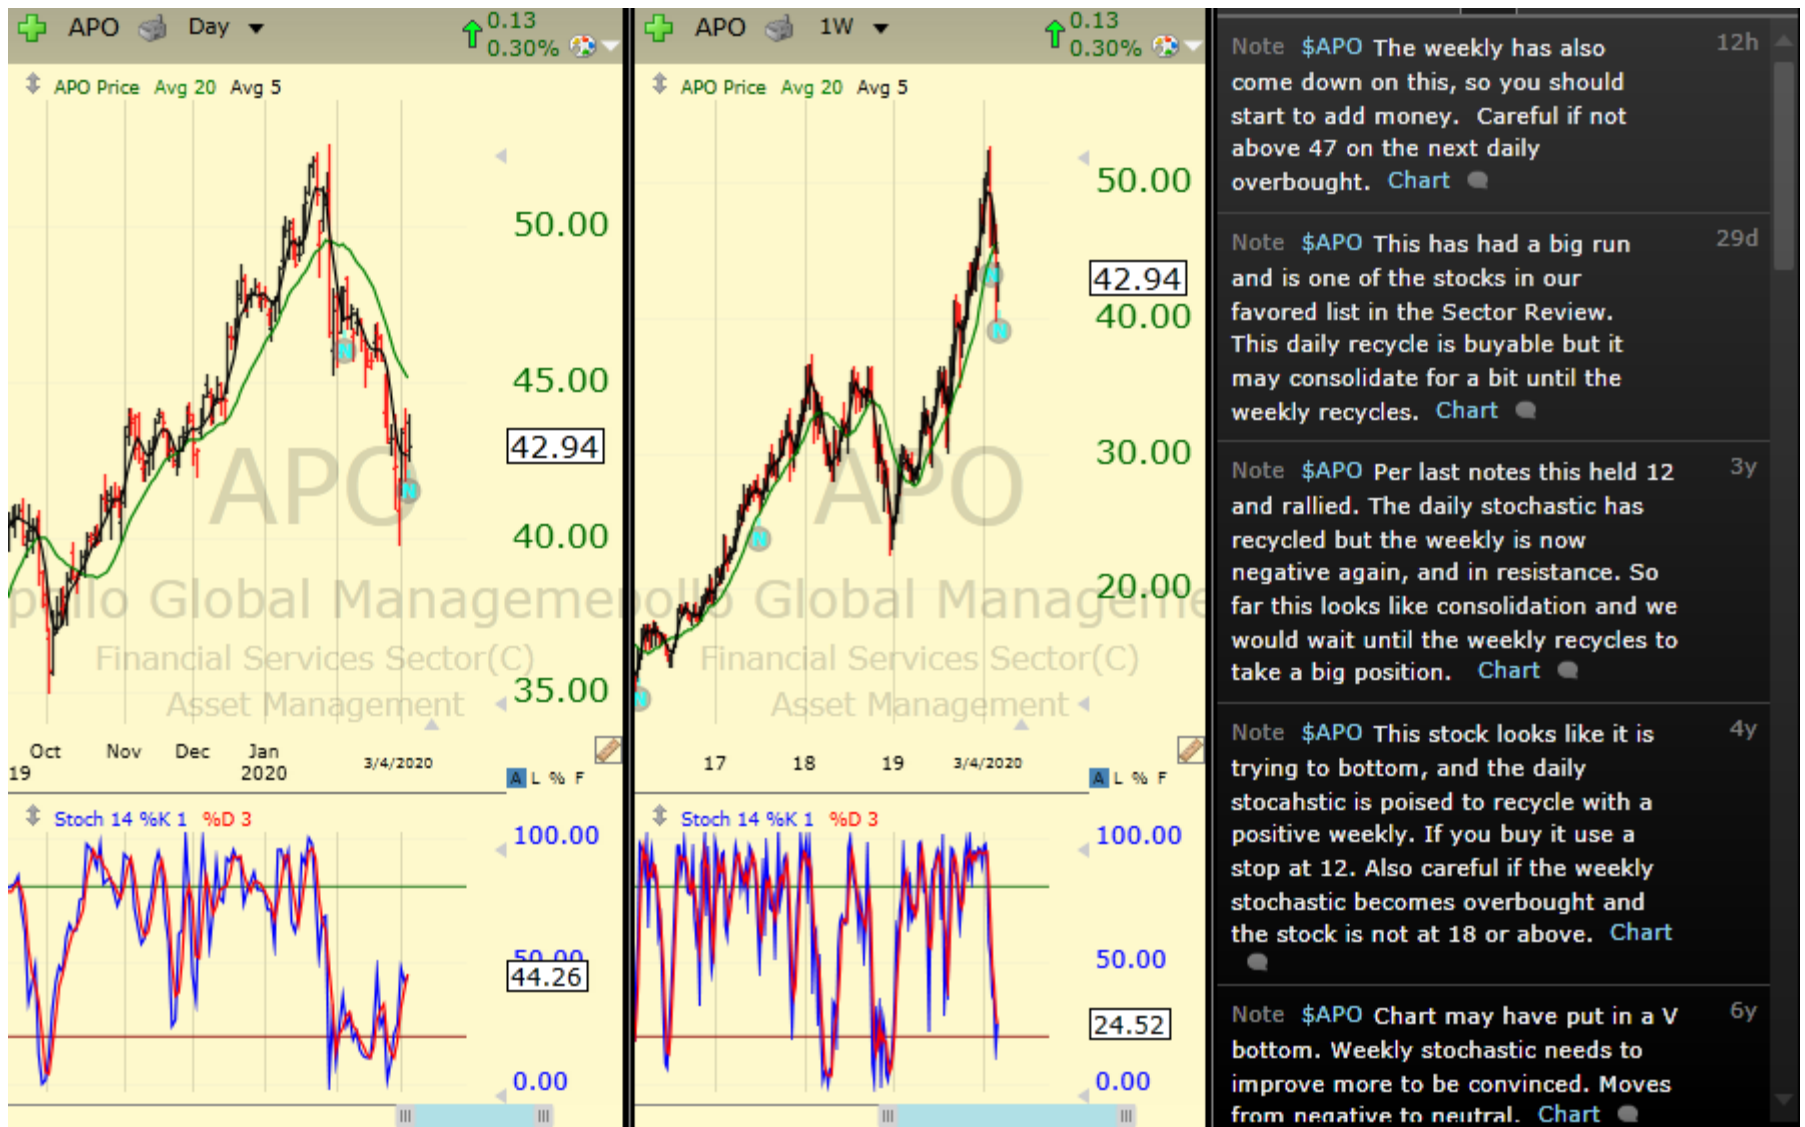 APO Day
0.13
0.30%
APO Price Avg 20 Avg 5
50.00
45.00
42.94
40.00
35.00
APO
Global Manageme
Financial Services Sector(C)
Asset Management
N
N
Oct Nov Dec Jan
19 2020 3/4/2020
A L % F
Stoch 14 %K 1 %D 3
100.00
50.00
44.26
0.00
APO 1W
0.13
0.30%
APO Price Avg 20 Avg 5
50.00
42.94
40.00
30.00
20.00
APO
Global Manageme
Financial Services Sector(C)
Asset Management
N
N
N
N
17 18 19 3/4/2020
A L % F
Stoch 14 %K 1 %D 3
100.00
50.00
24.52
0.00
Note $APO The weekly has also 12h
come down on this, so you should
start to add money. Careful if not
above 47 on the next daily
overbought. Chart
Note $APO This has had a big run 29d
and is one of the stocks in our
favored list in the Sector Review.
This daily recycle is buyable but it
may consolidate for a bit until the
weekly recycles. Chart
Note $APO Per last notes this held 12 3y
and rallied. The daily stochastic has
recycled but the weekly is now
negative again, and in resistance. So
far this looks like consolidation and we
would wait until the weekly recycles to
take a big position. Chart
Note $APO This stock looks like it is 4y
trying to bottom, and the daily
stocahstic is poised to recycle with a
positive weekly. If you buy it use a
stop at 12. Also careful if the weekly
stochastic becomes overbought and
the stock is not at 18 or above. Chart
Note $APO Chart may have put in a V 6y
bottom. Weekly stochastic needs to
improve more to be convinced. Moves
from negative to neutral. Chart